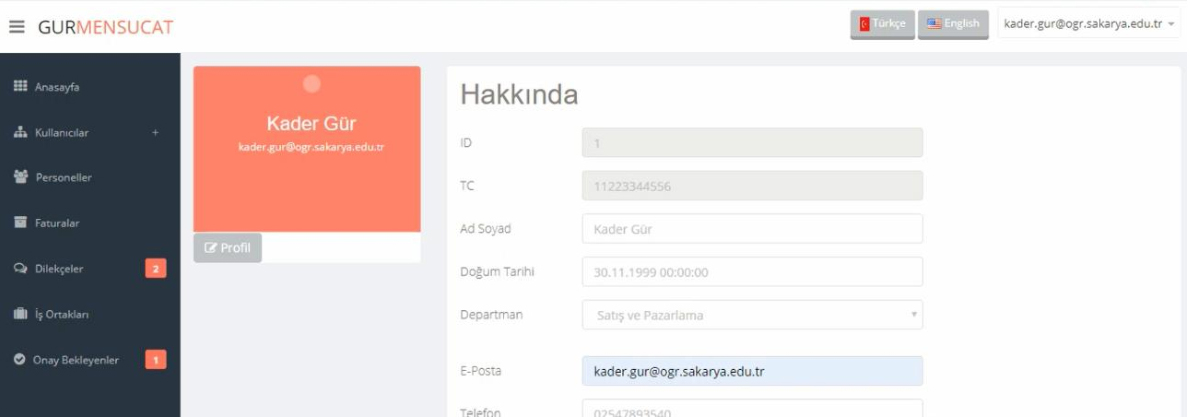 GURMENSUCAT
Türkçe
English
kader.gur@ogr.sakarya.edu.tr
Anasayfa
Kullanıcılar +
Personeller
Faturalar
Dilekçeler 2
İş Ortakları
Onay Bekleyenler 1
Kader Gür
kader.gur@ogr.sakarya.edu.tr
Profil
Hakkında
ID 1
TC 11223344556
Ad Soyad Kader Gür
Doğum Tarihi 30.11.1999 00:00:00
Departman Satış ve Pazarlama
E-Posta kader.gur@ogr.sakarya.edu.tr
Telefon 02547893540